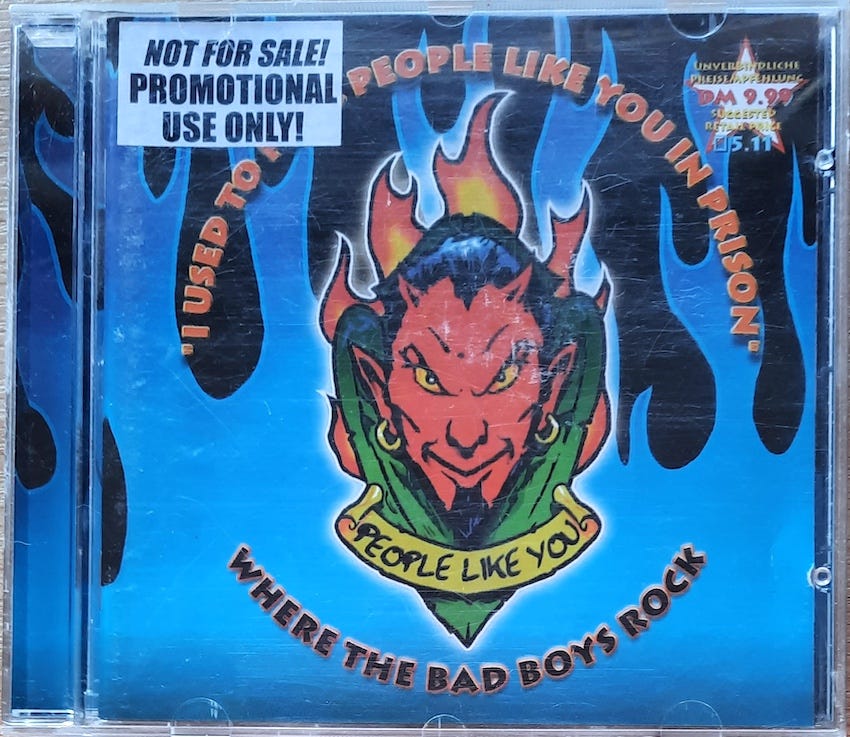 NOT FOR SALE!
PROMOTIONAL
USE ONLY!
"I USED TO PEOPLE LIKE YOU IN PRISON"
UNVERBINDLICHE
PREISEMPFEHLUNG
DM 9.99
SUGGESTED
RETAIL PRICE
5.11
PEOPLE LIKE YOU
WHERE THE BAD BOYS ROCK